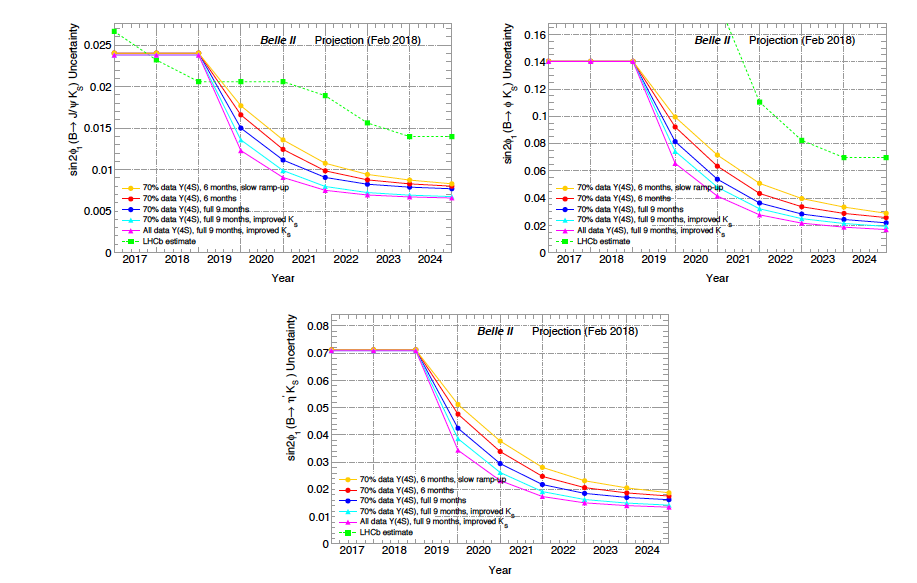 sin2ϕ1 (B→ J/ψ KS) Uncertainty
Belle II Projection (Feb 2018)
0.025
0.02
0.015
0.01
0.005
0
70% data Υ(4S), 6 months, slow ramp-up
70% data Υ(4S), 6 months
70% data Υ(4S), full 9 months
70% data Υ(4S), full 9 months, improved KS
All data Υ(4S), full 9 months, improved KS
LHCb estimate
2017 2018 2019 2020 2021 2022 2023 2024
Year
sin2ϕ1 (B→ ϕ KS) Uncertainty
Belle II Projection (Feb 2018)
0.16
0.14
0.12
0.1
0.08
0.06
0.04
0.02
0
70% data Υ(4S), 6 months, slow ramp-up
70% data Υ(4S), 6 months
70% data Υ(4S), full 9 months
70% data Υ(4S), full 9 months, improved KS
All data Υ(4S), full 9 months, improved KS
LHCb estimate
2017 2018 2019 2020 2021 2022 2023 2024
Year
sin2ϕ1 (B→ η' KS) Uncertainty
Belle II Projection (Feb 2018)
0.08
0.07
0.06
0.05
0.04
0.03
0.02
0.01
0
70% data Υ(4S), 6 months, slow ramp-up
70% data Υ(4S), 6 months
70% data Υ(4S), full 9 months
70% data Υ(4S), full 9 months, improved KS
All data Υ(4S), full 9 months, improved KS
LHCb estimate
2017 2018 2019 2020 2021 2022 2023 2024
Year